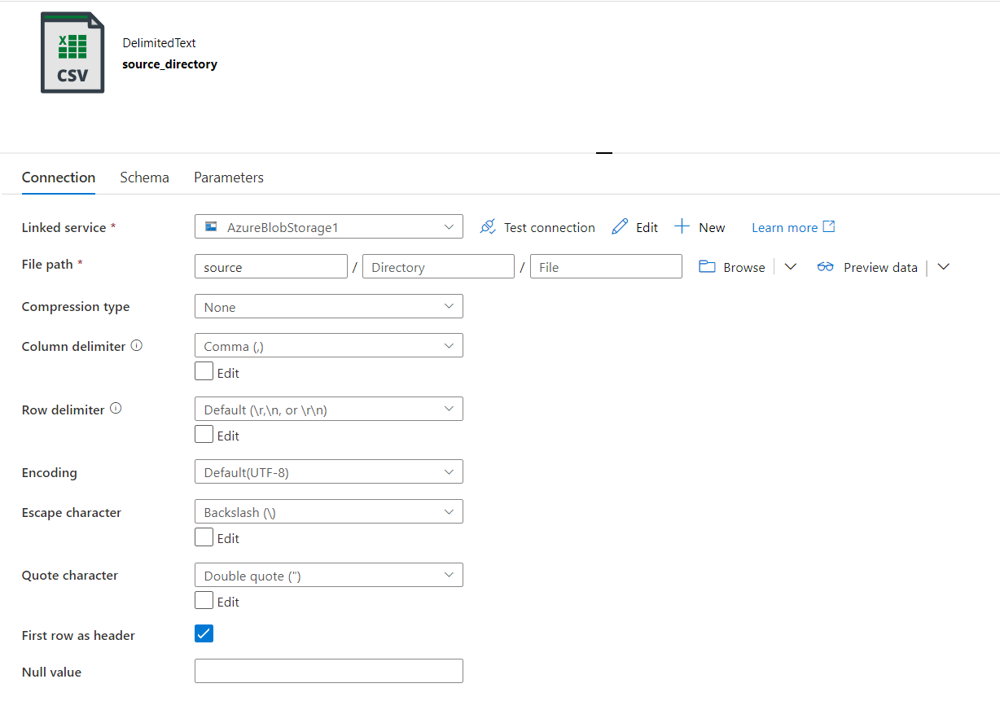 X
CSV
DelimitedText
source_directory
Connection Schema Parameters
Linked service * AzureBlobStorage1 Test connection Edit New Learn more
File path * source / Directory / File Browse Preview data
Compression type None
Column delimiter Comma (,)
Edit
Row delimiter Default (\r,\n, or \r\n)
Edit
Encoding Default(UTF-8)
Escape character Backslash (\)
Edit
Quote character Double quote (")
Edit
First row as header
Null value